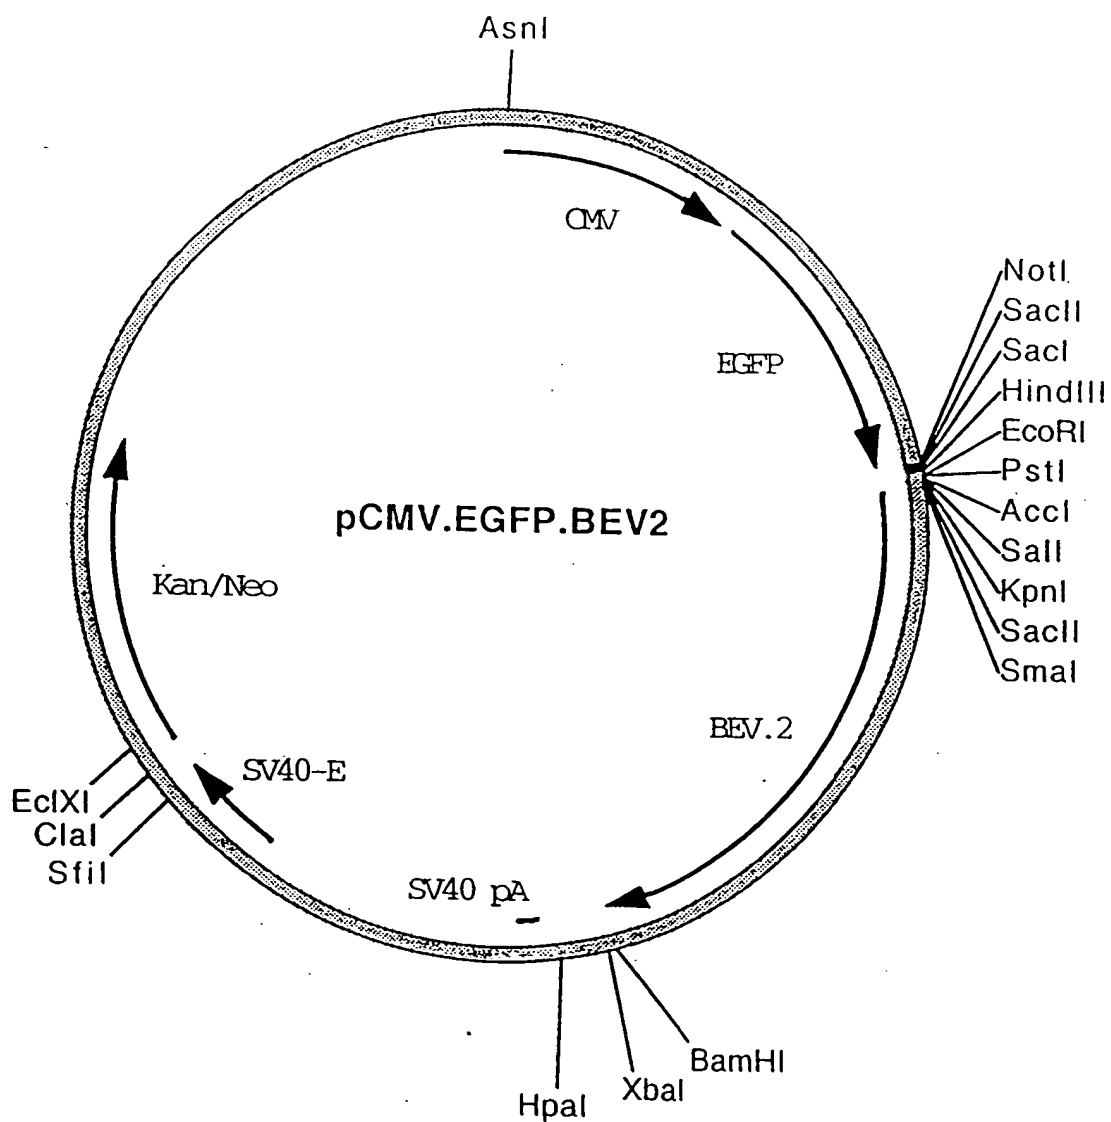 AsnI
CMV
NotI
SacII
SacI
EGFP
HindIII
EcoRI
PstI
pCMV.EGFP.BEV2
AccI
SalI
Kan/Neo
KpnI
SacII
SmaI
BEV.2
SV40-E
EclXI
ClaI
SfiI
SV40 pA
BamHI
XbaI
HpaI